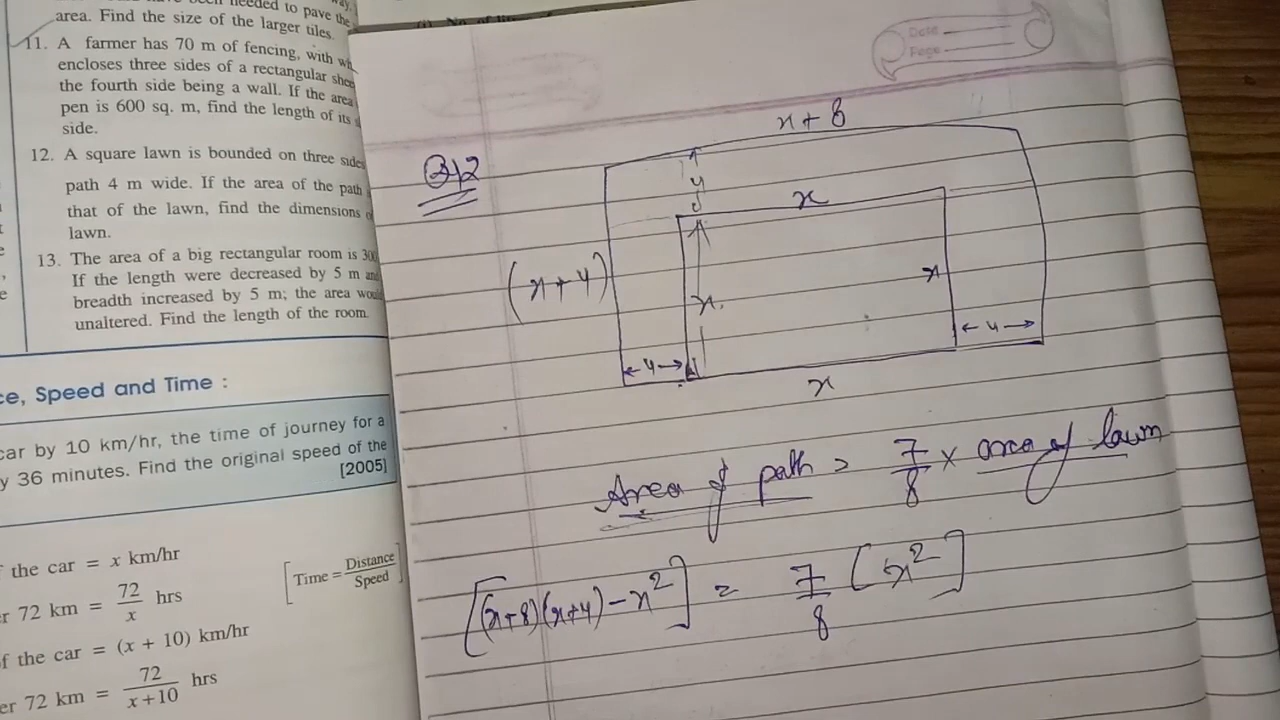 needed to pave the
area. Find the size of the larger tiles.
11. A farmer has 70 m of fencing, with
encloses three sides of a rectangular
the fourth side being a wall. If the area
pen is 600 sq. m, find the length of its
side.
12. A square lawn is bounded on three
path 4 m wide. If the area of the path
that of the lawn, find the dimensions
lawn.
13. The area of a big rectangular room is
If the length were decreased by 5 m
breadth increased by 5 m; the area
unaltered. Find the length of the room.
Speed and Time :
car by 10 km/hr, the time of journey for a
36 minutes. Find the original speed of the
[2005]
the car = x km/hr
72 km = 72/x hrs
[Time = Distance/Speed]
the car = (x + 10) km/hr
72 km = 72/x+10 hrs
Date
Page
Q12
x + 8
4
x
(x+4)
x
x
4
4
x
Area of path = 7/8 × area of lawn
[(x+8)(x+4) - x²] = 7/8 [x²]